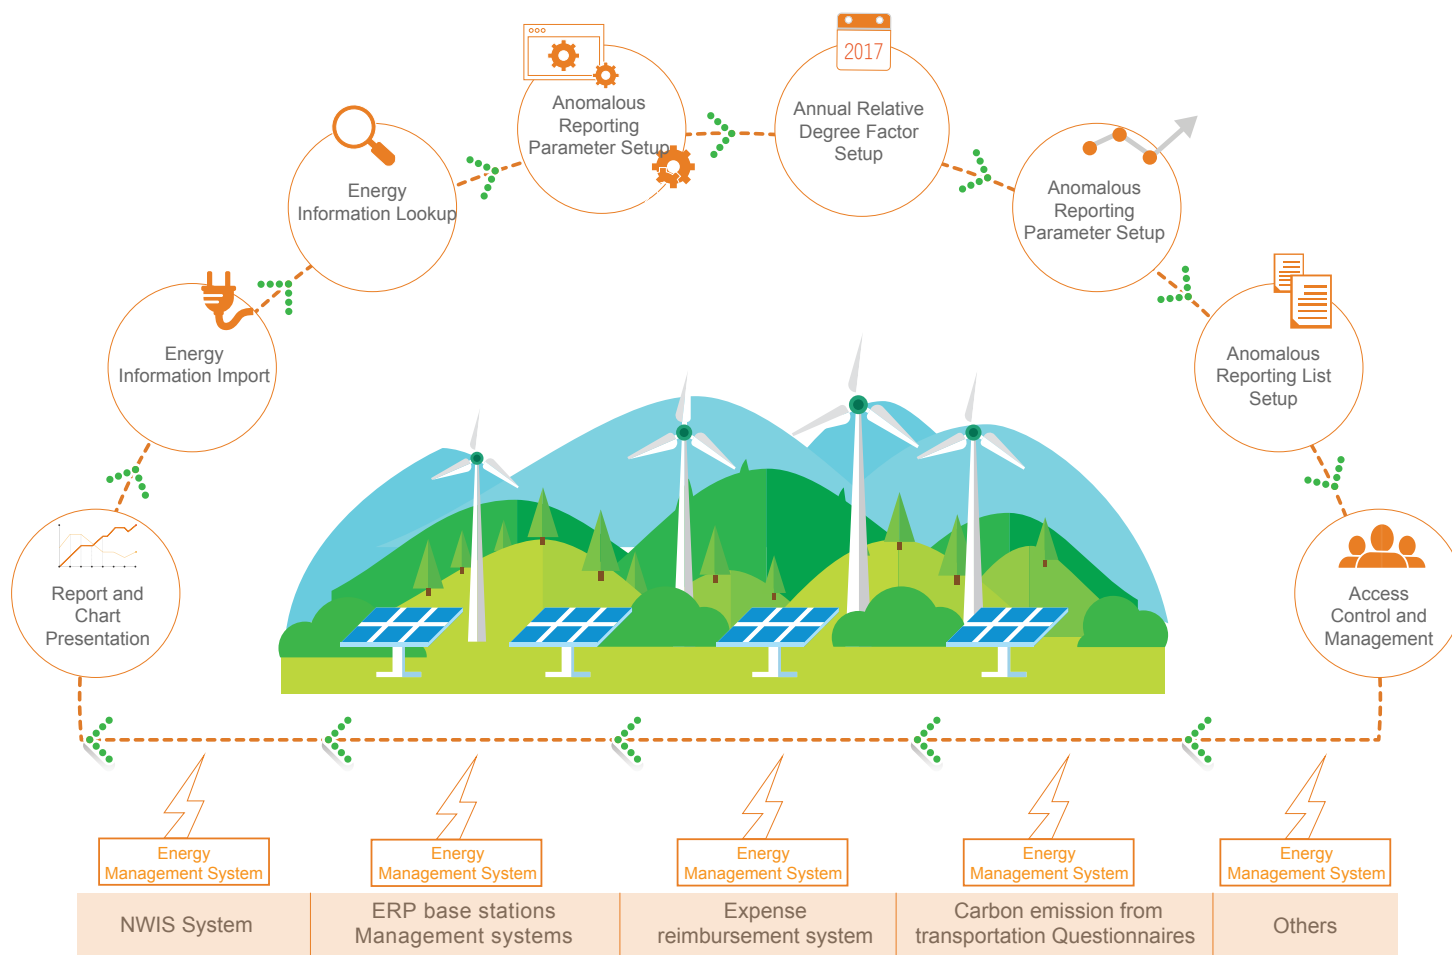 2017
Anomalous
Reporting
Parameter Setup
Annual Relative
Degree Factor
Setup
Energy
Information Lookup
Anomalous
Reporting
Parameter Setup
Energy
Information Import
Anomalous
Reporting List
Setup
Report and
Chart
Presentation
Access
Control and
Management
Energy
Management System
Energy
Management System
Energy
Management System
Energy
Management System
Energy
Management System
NWIS System
ERP base stations
Management systems
Expense
reimbursement system
Carbon emission from
transportation Questionnaires
Others